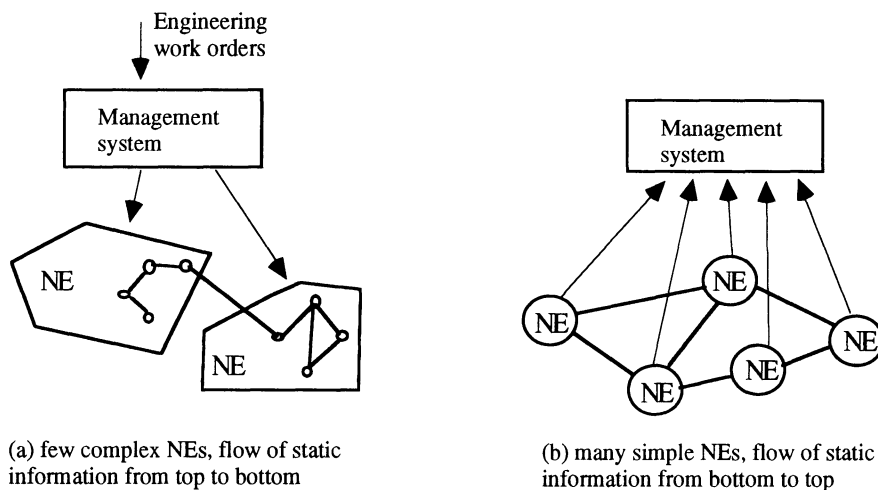 Engineering
work orders
Management
system
NE
NE
(a) few complex NEs, flow of static
information from top to bottom
Management
system
NE
NE
NE
NE
NE
(b) many simple NEs, flow of static
information from bottom to top